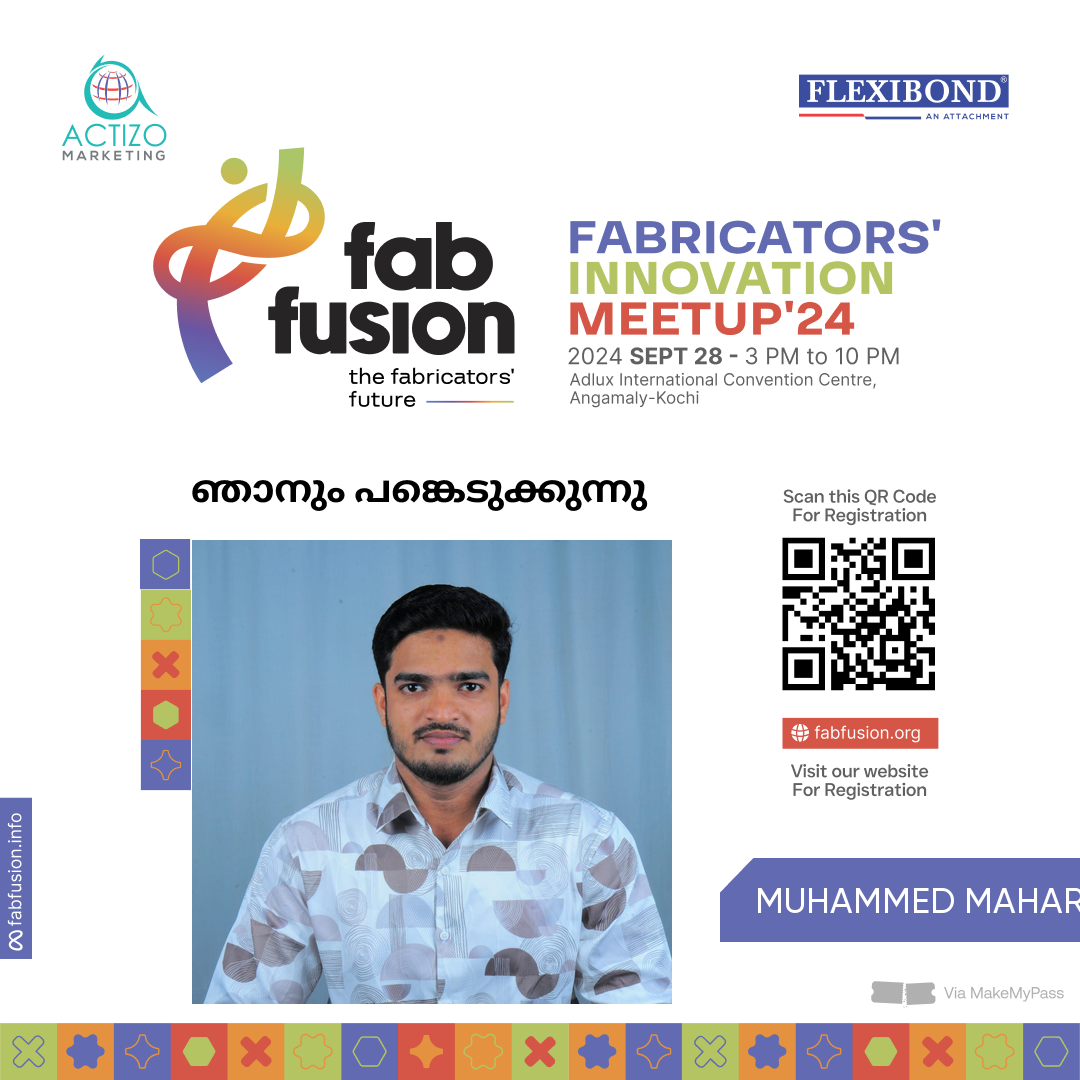 ACTIZO
MARKETING
FLEXIBOND®
AN ATTACHMENT
fab
fusion
the fabricators'
future
FABRICATORS'
INNOVATION
MEETUP'24
2024 SEPT 28 - 3 PM to 10 PM
Adlux International Convention Centre,
Angamaly-Kochi
ഞാനും പങ്കെടുക്കുന്നു
Scan this QR Code
For Registration
fabfusion.org
Visit our website
For Registration
fabfusion.info
MUHAMMED MAHAR
Via MakeMyPass